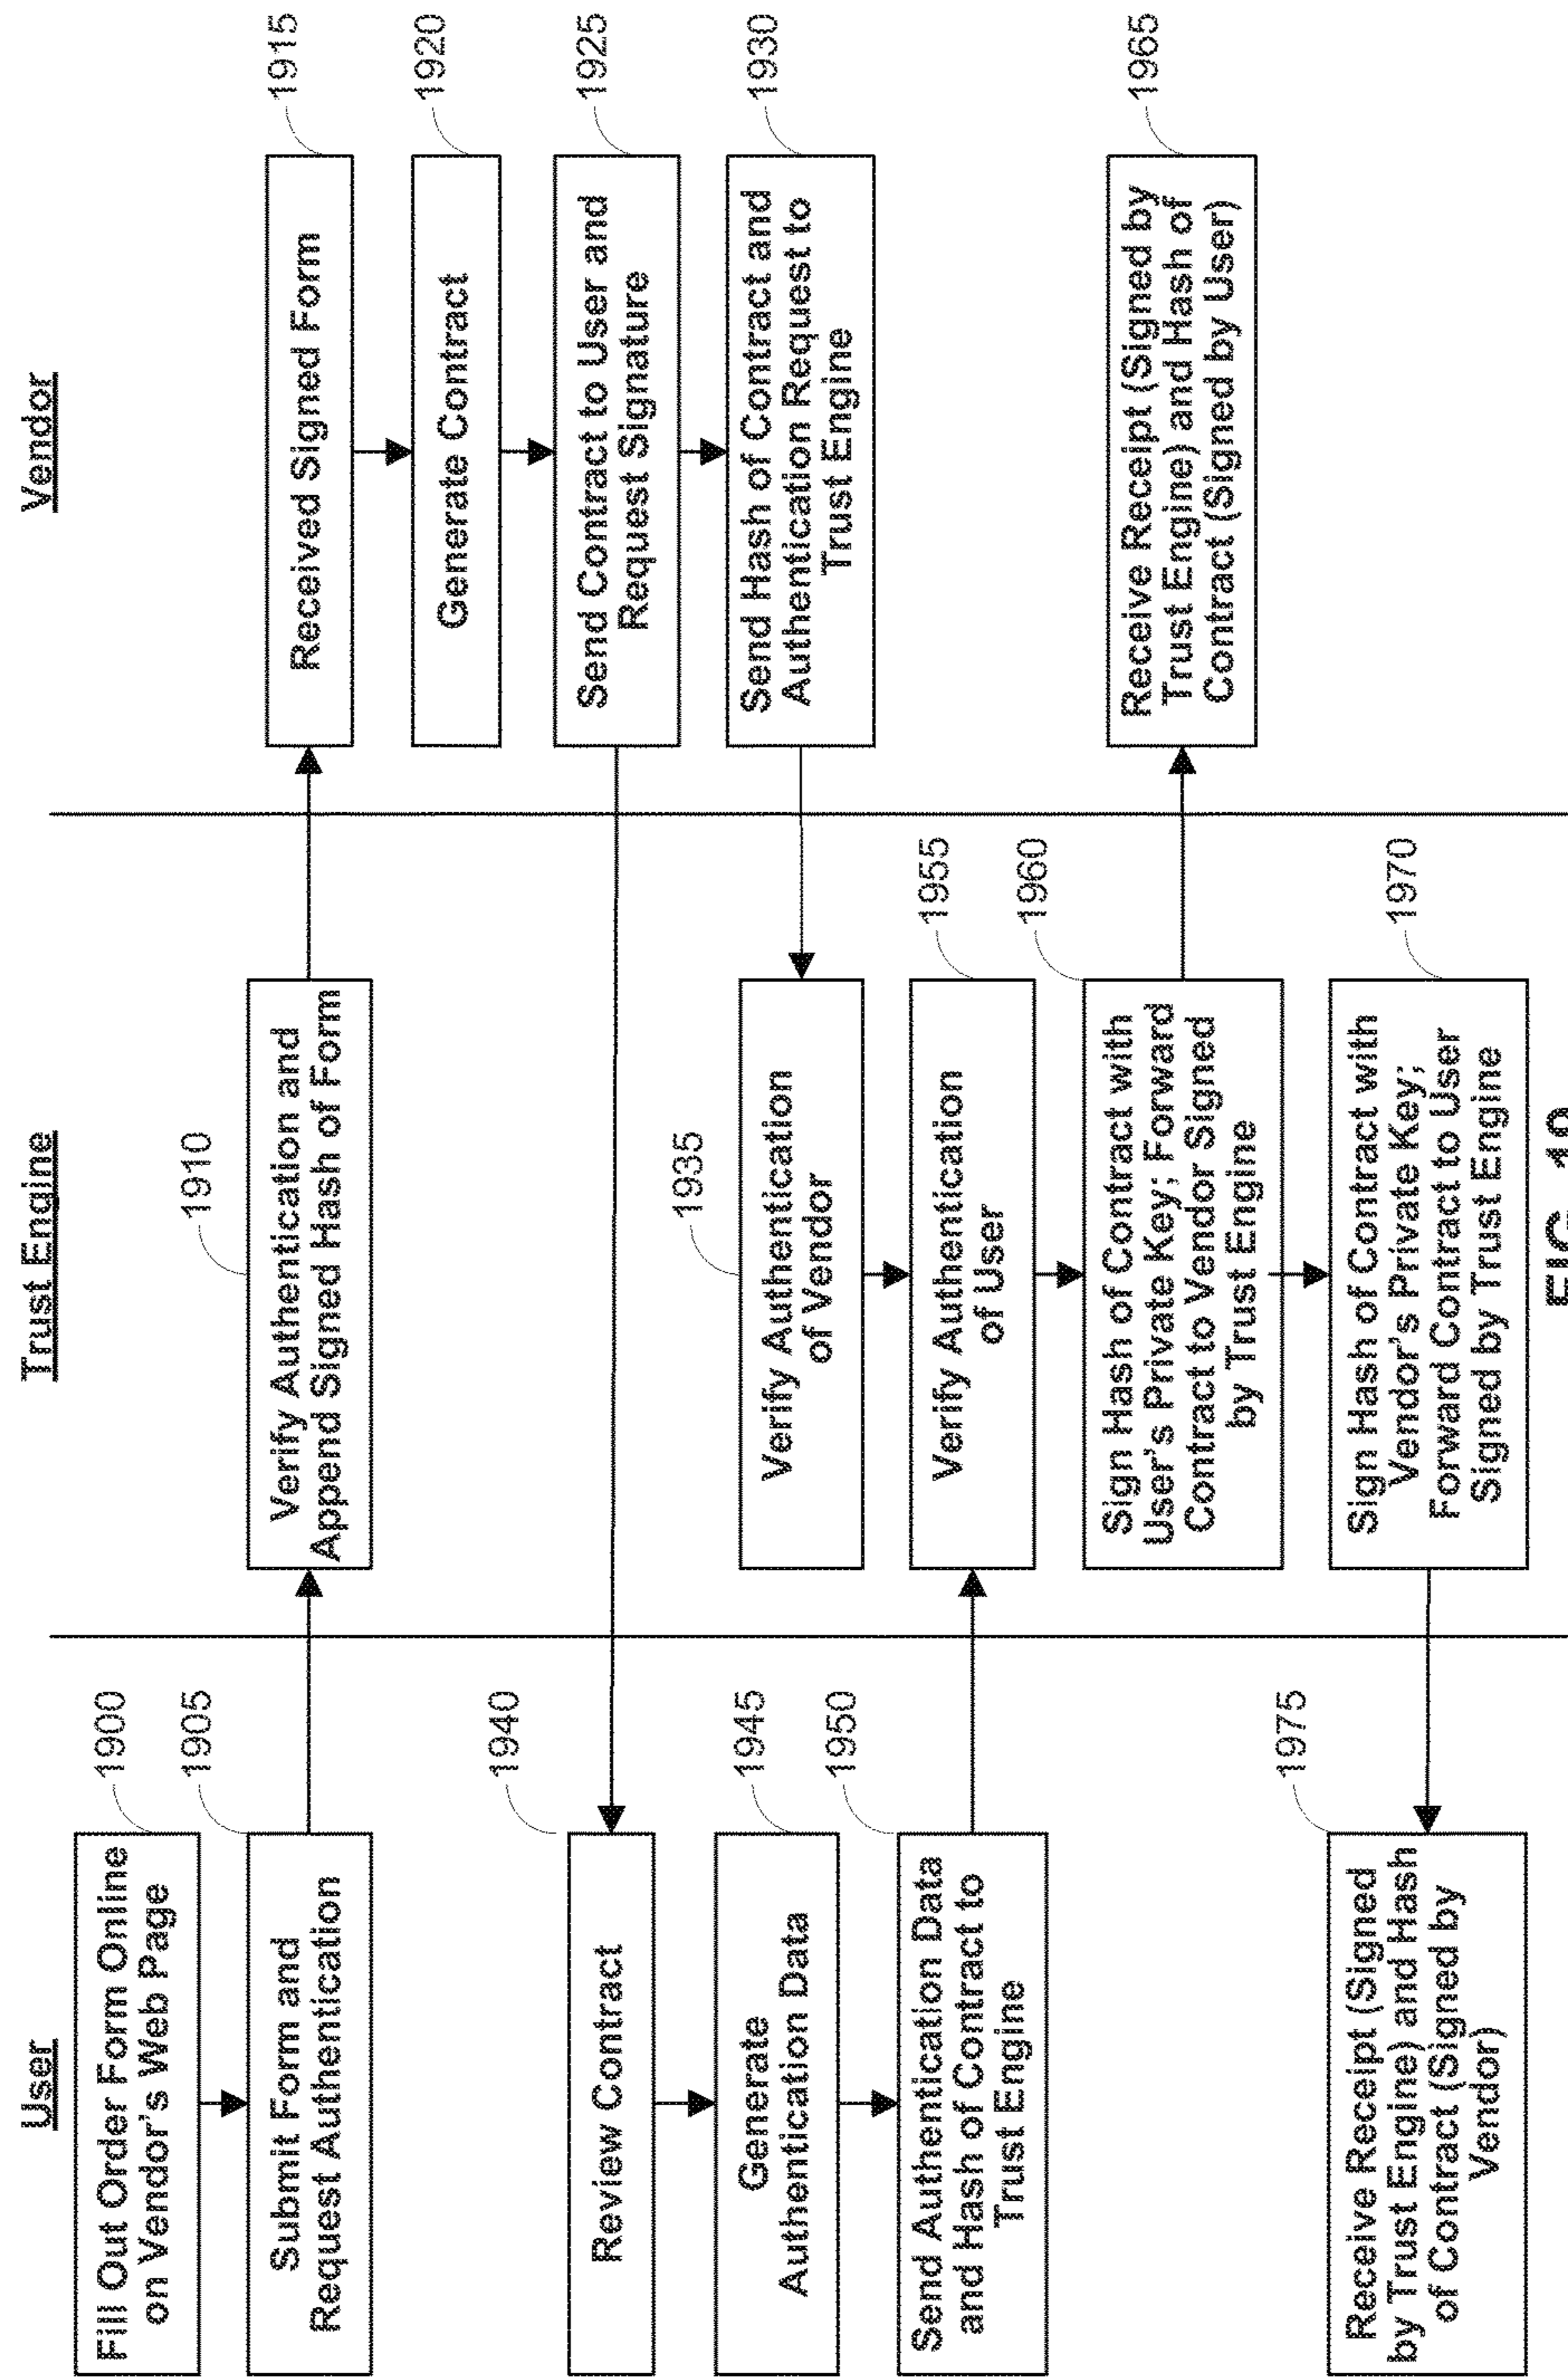 User
Trust Engine
Vendor
1900
Fill Out Order Form Online
on Vendor's Web Page
1905
Submit Form and
Request Authentication
1910
Verify Authentication and
Append Signed Hash of Form
1915
Received Signed Form
1920
Generate Contract
1925
Send Contract to User and
Request Signature
1930
Send Hash of Contract and
Authentication Request to
Trust Engine
1935
Verify Authentication
of Vendor
1940
Review Contract
1945
Generate
Authentication Data
1950
Send Authentication Data
and Hash of Contract to
Trust Engine
1955
Verify Authentication
of User
1960
Sign Hash of Contract with
User's Private Key; Forward
Contract to Vendor Signed
by Trust Engine
1965
Receive Receipt (Signed by
Trust Engine) and Hash of
Contract (Signed by User)
1970
Sign Hash of Contract with
Vendor's Private Key;
Forward Contract to User
Signed by Trust Engine
1975
Receive Receipt (Signed
by Trust Engine) and Hash
of Contract (Signed by
Vendor)